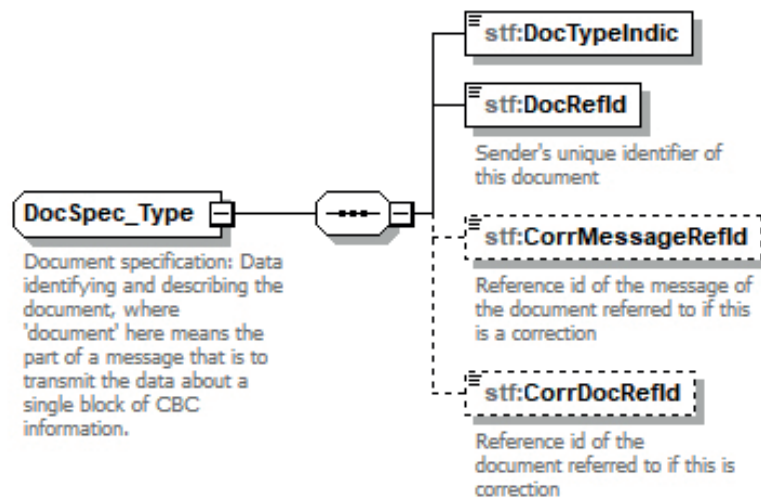 stf:DocTypeIndic
stf:DocRefId
Sender's unique identifier of
this document
DocSpec_Type
Document specification: Data
identifying and describing the
document, where
'document' here means the
part of a message that is to
transmit the data about a
single block of CBC
information.
stf:CorrMessageRefId
Reference id of the message of
the document referred to if this
is a correction
stf:CorrDocRefId
Reference id of the
document referred to if this is
correction